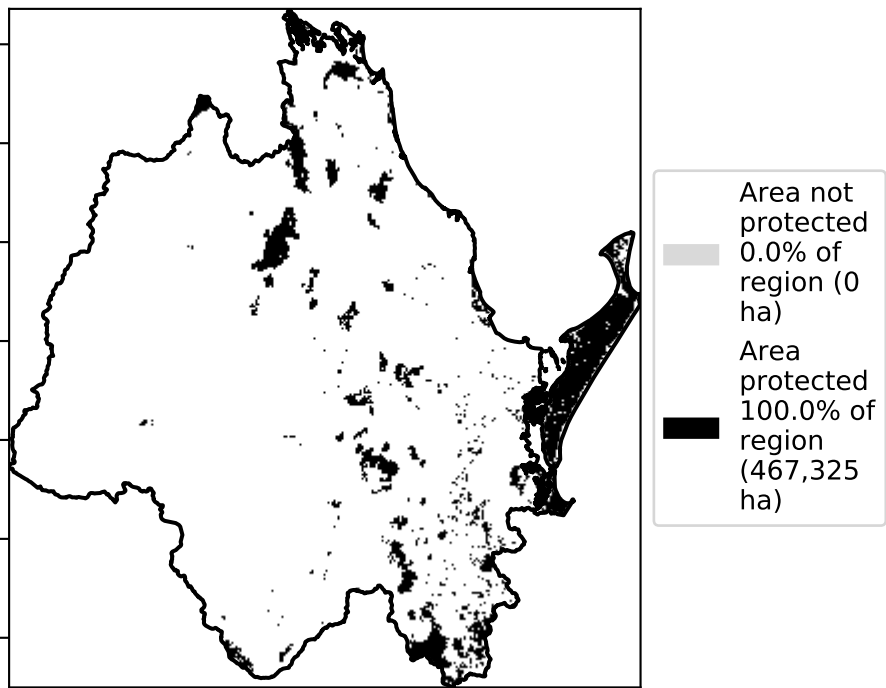 Area not
protected
0.0% of
region (0
ha)
Area
protected
100.0% of
region
(467,325
ha)